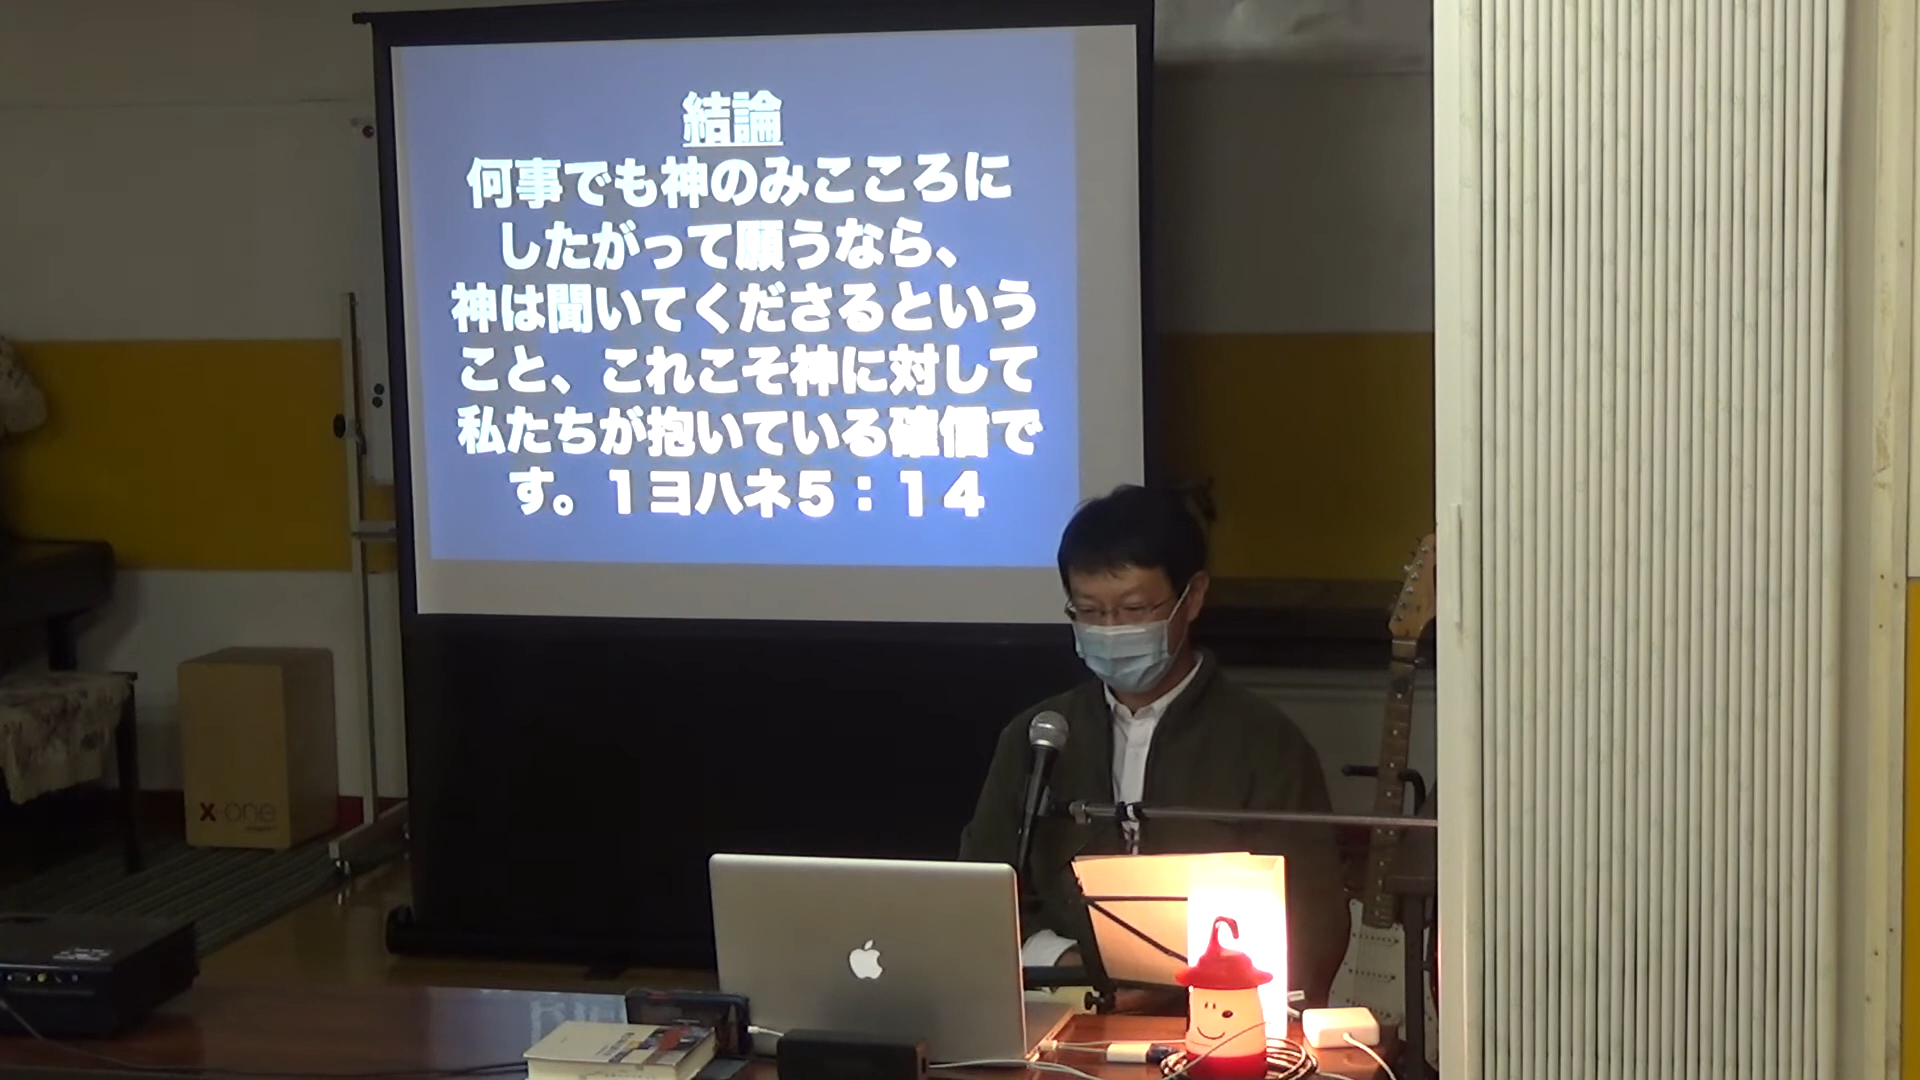 結論
何事でも神のみこころに
したがって願うなら、
神は聞いてくださるという
こと、これこそ神に対して
私たちが抱いている確信で
す。1ヨハネ5：14
x-one